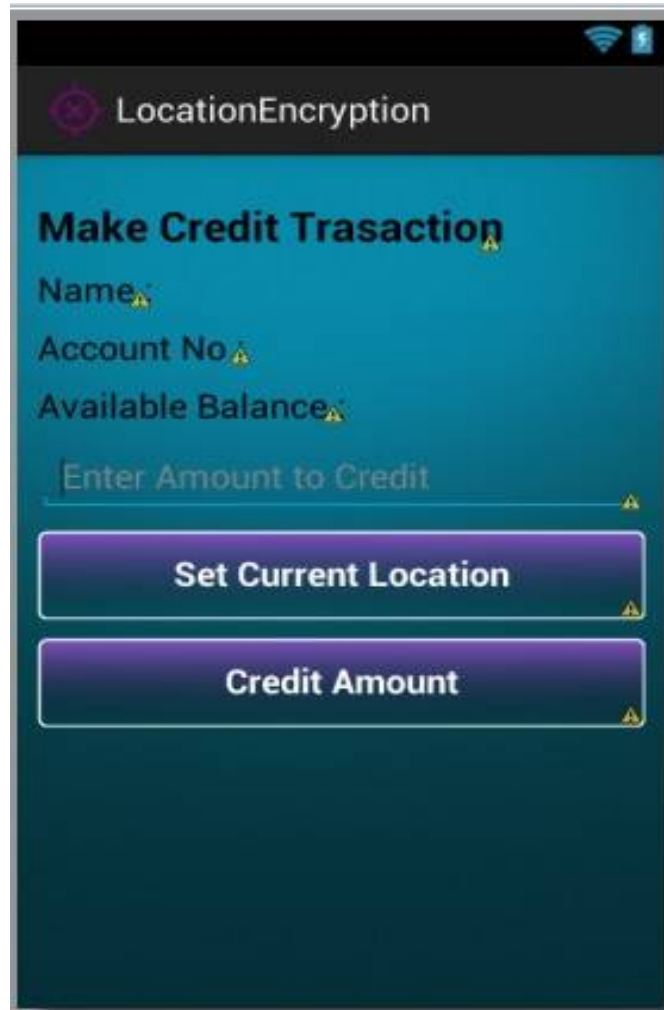 LocationEncryption
Make Credit Trasaction
Name :
Account No :
Available Balance :
Enter Amount to Credit
Set Current Location
Credit Amount